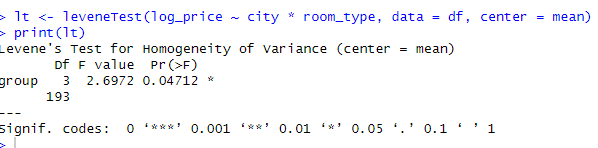 > lt <- leveneTest(log_price ~ city * room_type, data = df, center = mean)
> print(lt)
Levene's Test for Homogeneity of Variance (center = mean)
       Df F value  Pr(>F)
group   3  2.6972 0.04712 *
      193
---
Signif. codes:  0 ‘***’ 0.001 ‘**’ 0.01 ‘*’ 0.05 ‘.’ 0.1 ‘ ’ 1
>